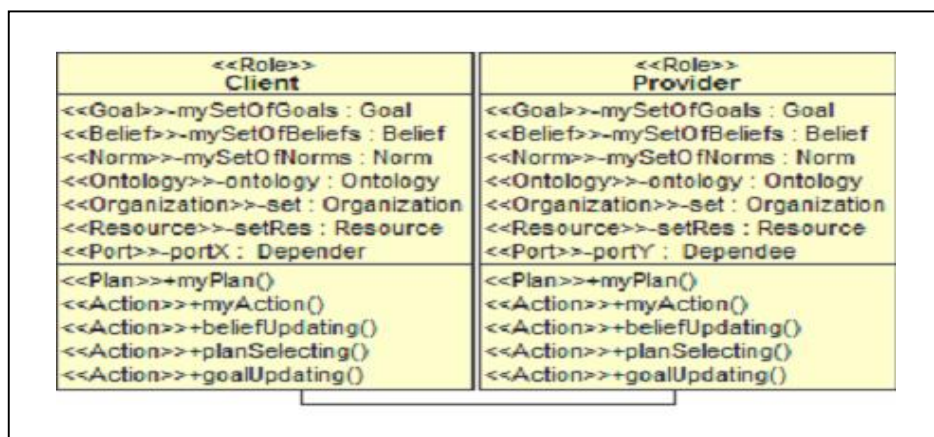 <<Role>>
Client
<<Goal>>-mySetOfGoals : Goal
<<Belief>>-mySetOfBeliefs : Belief
<<Norm>>-mySetOfNorms : Norm
<<Ontology>>-ontology : Ontology
<<Organization>>-set : Organization
<<Resource>>-setRes : Resource
<<Port>>-portX : Depender
<<Plan>>+myPlan()
<<Action>>+myAction()
<<Action>>+beliefUpdating()
<<Action>>+planSelecting()
<<Action>>+goalUpdating()
<<Role>>
Provider
<<Goal>>-mySetOfGoals : Goal
<<Belief>>-mySetOfBeliefs : Belief
<<Norm>>-mySetOfNorms : Norm
<<Ontology>>-ontology : Ontology
<<Organization>>-set : Organization
<<Resource>>-setRes : Resource
<<Port>>-portY : Dependee
<<Plan>>+myPlan()
<<Action>>+myAction()
<<Action>>+beliefUpdating()
<<Action>>+planSelecting()
<<Action>>+goalUpdating()